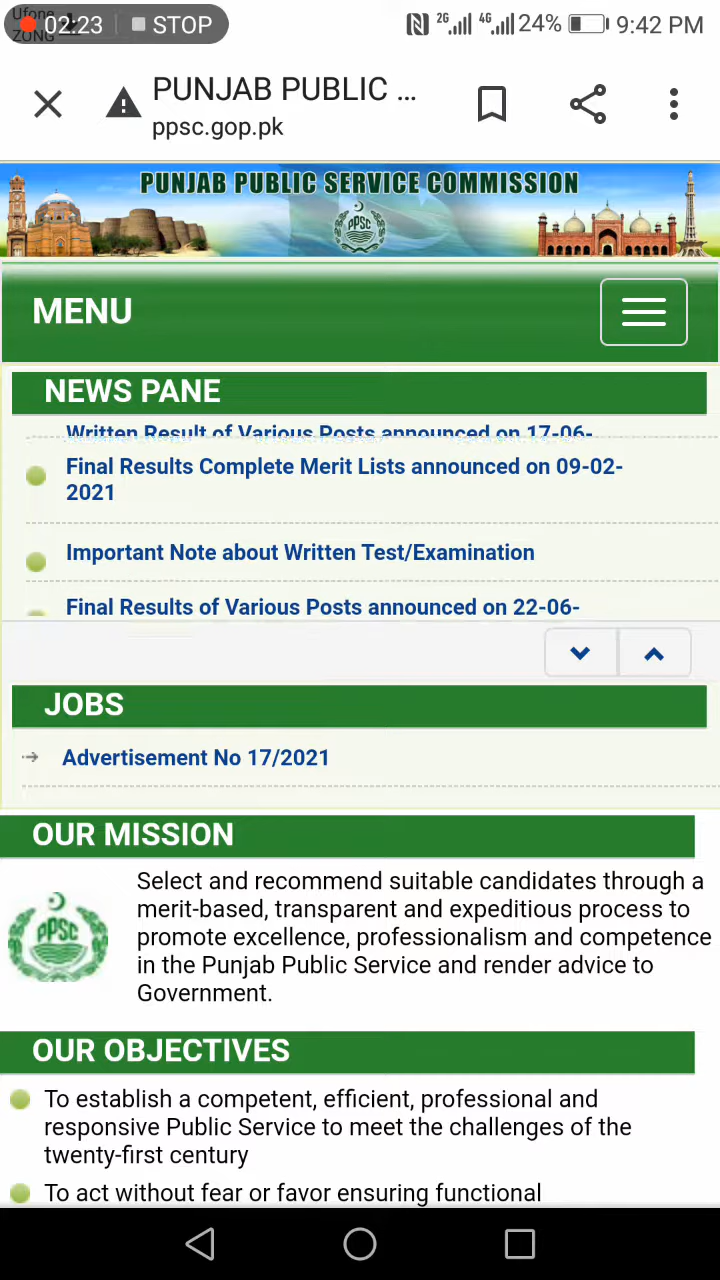 Ufone
ZONG
02:23 STOP 2G 4G 24% 9:42 PM
PUNJAB PUBLIC ...
ppsc.gop.pk
PUNJAB PUBLIC SERVICE COMMISSION
PPSC
MENU
NEWS PANE
Written Result of Various Posts announced on 17-06-
Final Results Complete Merit Lists announced on 09-02-
2021
Important Note about Written Test/Examination
Final Results of Various Posts announced on 22-06-
JOBS
Advertisement No 17/2021
OUR MISSION
PPSC
Select and recommend suitable candidates through a
merit-based, transparent and expeditious process to
promote excellence, professionalism and competence
in the Punjab Public Service and render advice to
Government.
OUR OBJECTIVES
To establish a competent, efficient, professional and
responsive Public Service to meet the challenges of the
twenty-first century
To act without fear or favor ensuring functional